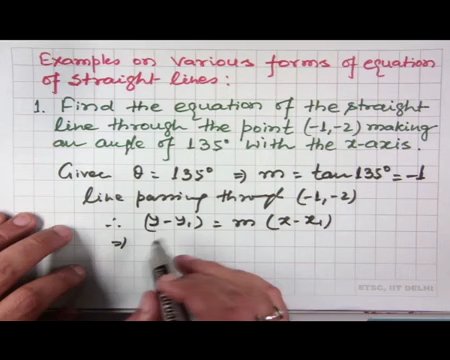 Examples on various forms of equation
of straight lines:
1. Find the equation of the straight
line through the point (-1,-2) making
an angle of 135° with the x-axis.
Given θ = 135° ⇒ m = tan 135° = -1
line passing through (-1,-2)
∴ (y-y₁) = m (x-x₁)
⇒
ETSC, IIT DELHI